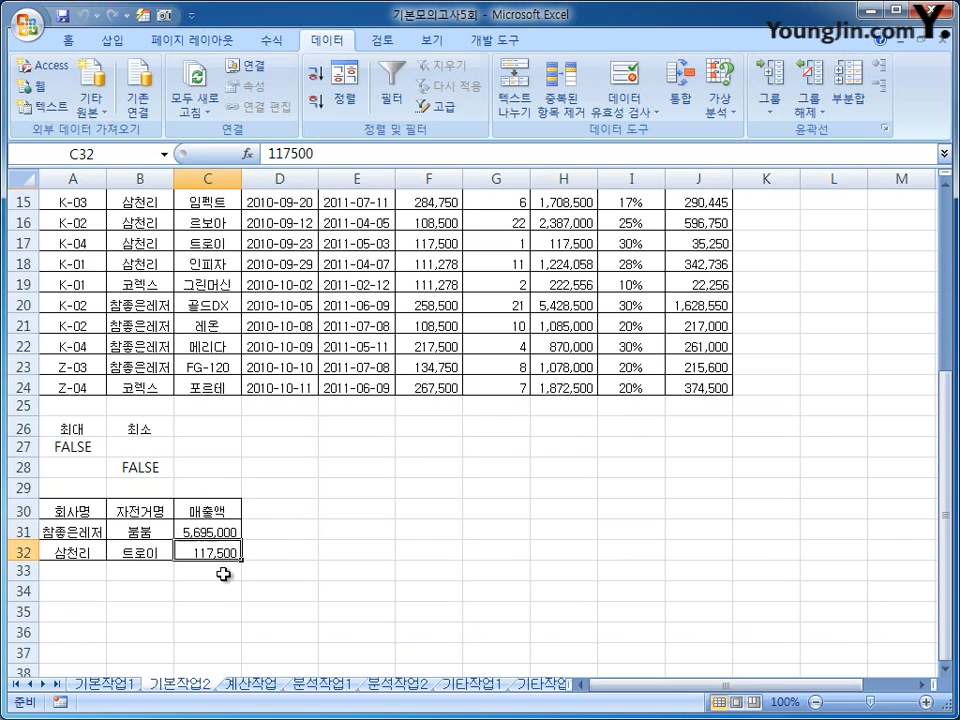 기본모의고사5회 - Microsoft Excel
YoungJin.com Y.
홈 삽입 페이지 레이아웃 수식 데이터 검토 보기 개발 도구
Access
웹
텍스트
기타 원본
기존 연결
외부 데이터 가져오기
모두 새로 고침
연결
속성
연결 편집
연결
정렬
필터
지우기
다시 적용
고급
정렬 및 필터
텍스트 나누기
중복된 항목 제거
데이터 유효성 검사
통합
가상 분석
데이터 도구
그룹
그룹 해제
부분합
윤곽선
C32 fx 117500
A B C D E F G H I J K L M
15 K-03 삼천리 임펙트 2010-09-20 2011-07-11 284,750 6 1,708,500 17% 290,445
16 K-02 삼천리 르보아 2010-09-12 2011-04-05 108,500 22 2,387,000 25% 596,750
17 K-04 삼천리 트로이 2010-09-23 2011-05-03 117,500 1 117,500 30% 35,250
18 K-01 삼천리 인피자 2010-09-29 2011-04-07 111,278 11 1,224,058 28% 342,736
19 K-01 코렉스 그린머신 2010-10-02 2011-02-12 111,278 2 222,556 10% 22,256
20 K-02 참좋은레저 골드DX 2010-10-05 2011-06-09 258,500 21 5,428,500 30% 1,628,550
21 K-02 참좋은레저 레온 2010-10-08 2011-07-08 108,500 10 1,085,000 20% 217,000
22 K-04 참좋은레저 메리다 2010-10-09 2011-05-11 217,500 4 870,000 30% 261,000
23 Z-03 참좋은레저 FG-120 2010-10-10 2011-07-08 134,750 8 1,078,000 20% 215,600
24 Z-04 코렉스 포르테 2010-10-11 2011-06-09 267,500 7 1,872,500 20% 374,500
25
26 최대 최소
27 FALSE
28 FALSE
29
30 회사명 자전거명 매출액
31 참좋은레저 붐붐 5,695,000
32 삼천리 트로이 117,500
33
34
35
36
37
38
기본작업1 기본작업2 계산작업 분석작업1 분석작업2 기타작업1 기타작업
준비 100%